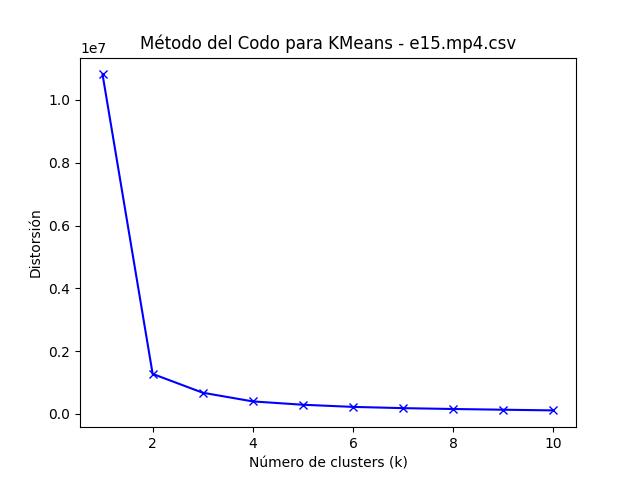 Método del Codo para KMeans - e15.mp4.csv
1e7
1.0
0.8
0.6
0.4
0.2
0.0
Distorsión
2 4 6 8 10
Número de clusters (k)